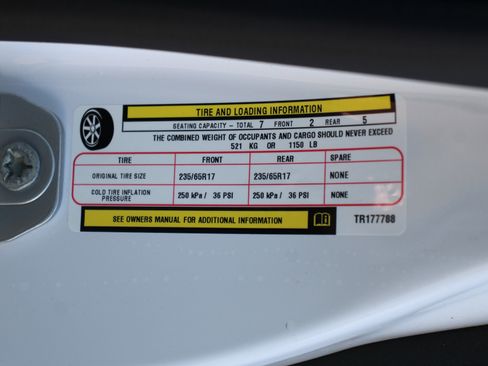 TIRE AND LOADING INFORMATION
SEATING CAPACITY – TOTAL 7 FRONT 2 REAR 5
THE COMBINED WEIGHT OF OCCUPANTS AND CARGO SHOULD NEVER EXCEED
521 KG OR 1150 LB
TIRE FRONT REAR SPARE
ORIGINAL TIRE SIZE 235/65R17 235/65R17 NONE
COLD TIRE INFLATION PRESSURE 250 kPa / 36 PSI 250 kPa / 36 PSI NONE
SEE OWNERS MANUAL FOR ADDITIONAL INFORMATION TR177788